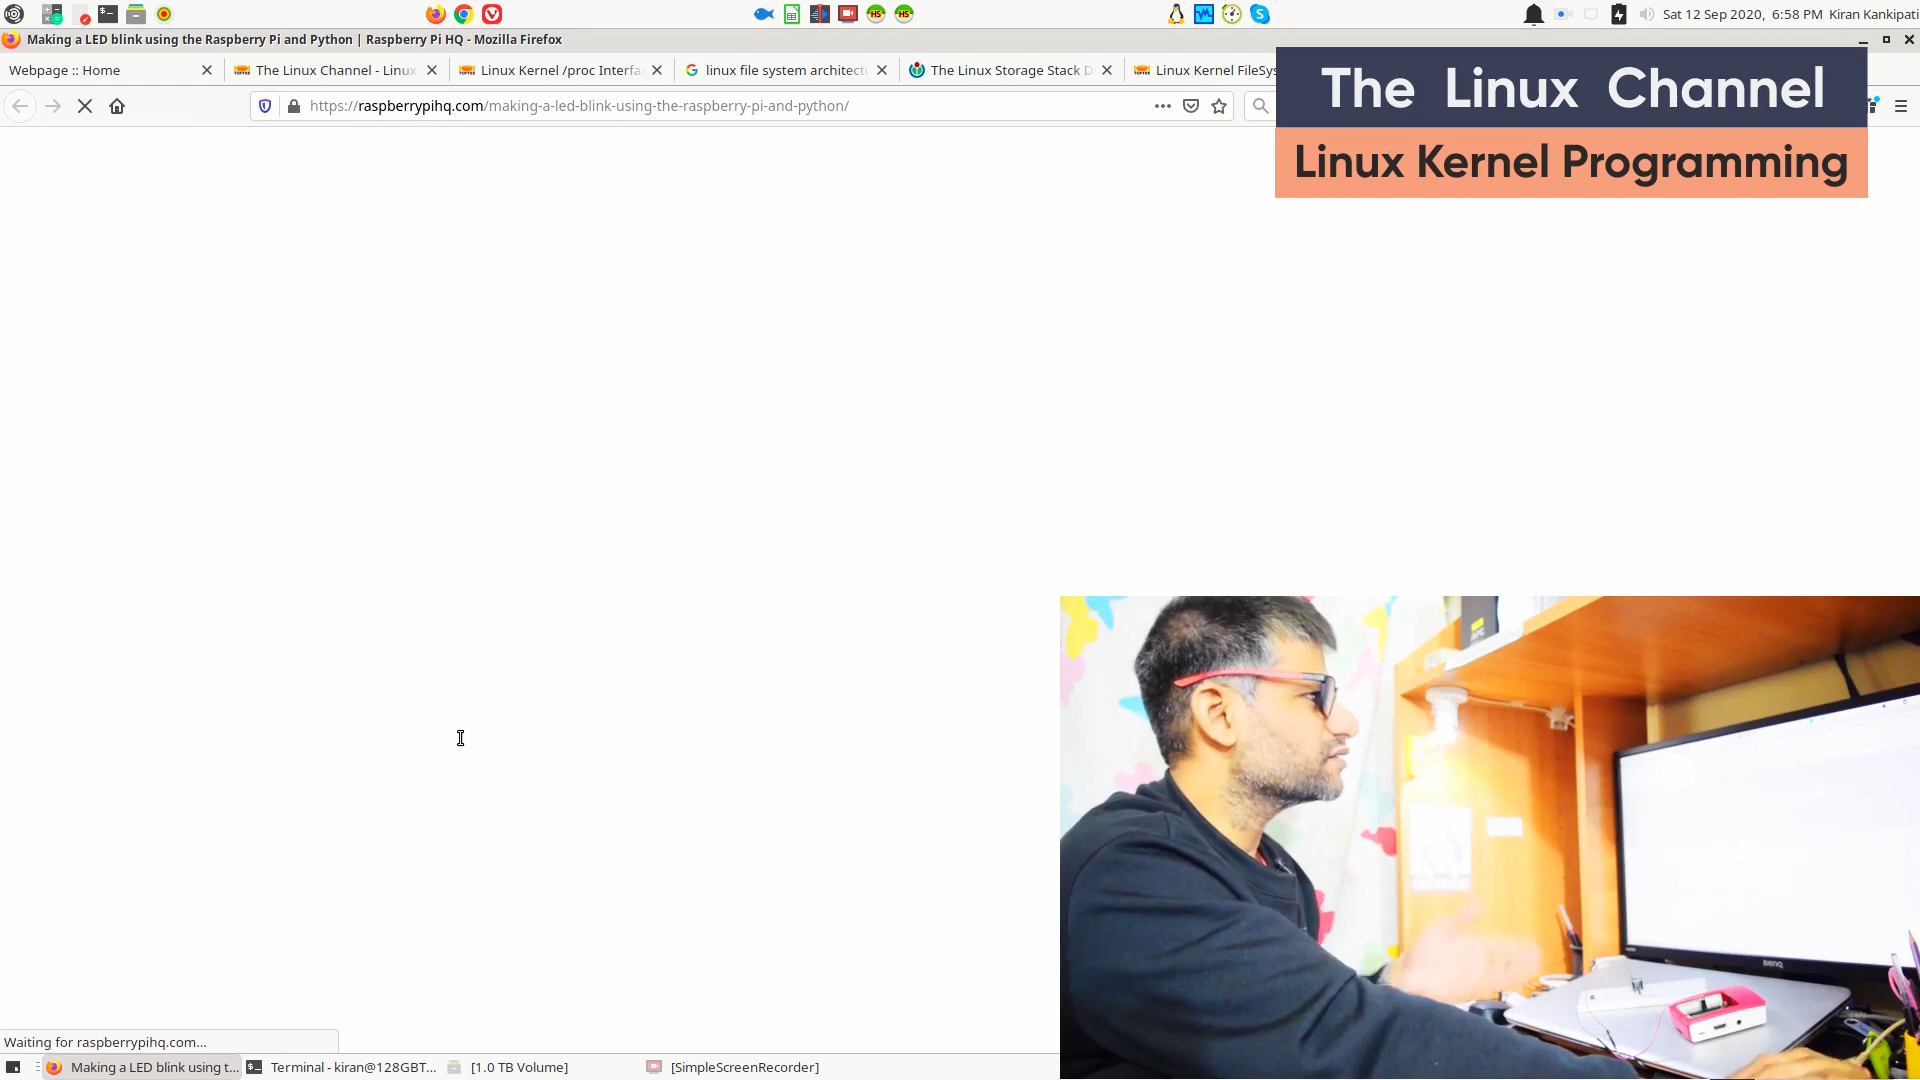 Sat 12 Sep 2020, 6:58 PM Kiran Kankipati
Making a LED blink using the Raspberry Pi and Python | Raspberry Pi HQ - Mozilla Firefox
Webpage :: Home
The Linux Channel - Linux
Linux Kernel /proc Interfa
linux file system architect
The Linux Storage Stack D
Linux Kernel FileSys
https://raspberrypihq.com/making-a-led-blink-using-the-raspberry-pi-and-python/
The Linux Channel
Linux Kernel Programming
BenQ
Waiting for raspberrypihq.com...
Making a LED blink using t...
Terminal - kiran@128GBT...
[1.0 TB Volume]
[SimpleScreenRecorder]